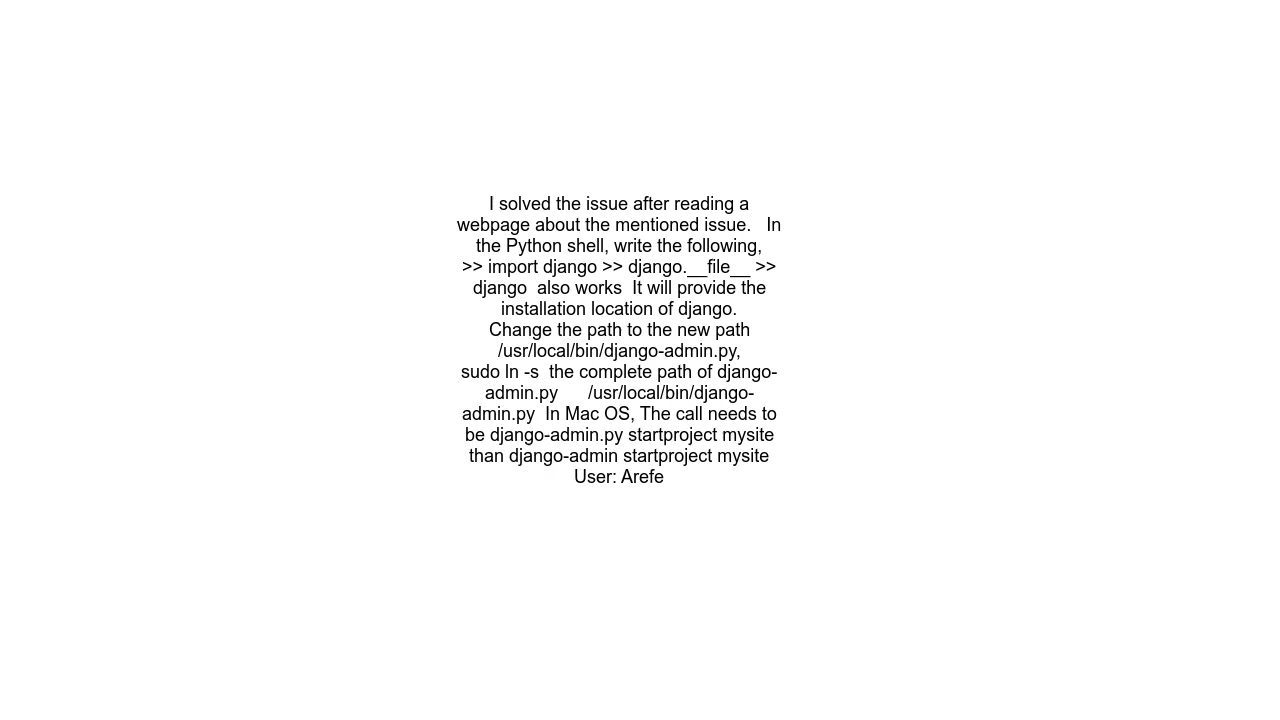 I solved the issue after reading a
webpage about the mentioned issue.   In
the Python shell, write the following,
>> import django >> django.__file__ >>
django  also works  It will provide the
installation location of django.
Change the path to the new path
/usr/local/bin/django-admin.py,
sudo ln -s  the complete path of django-
admin.py      /usr/local/bin/django-
admin.py  In Mac OS, The call needs to
be django-admin.py startproject mysite
than django-admin startproject mysite
User: Arefe